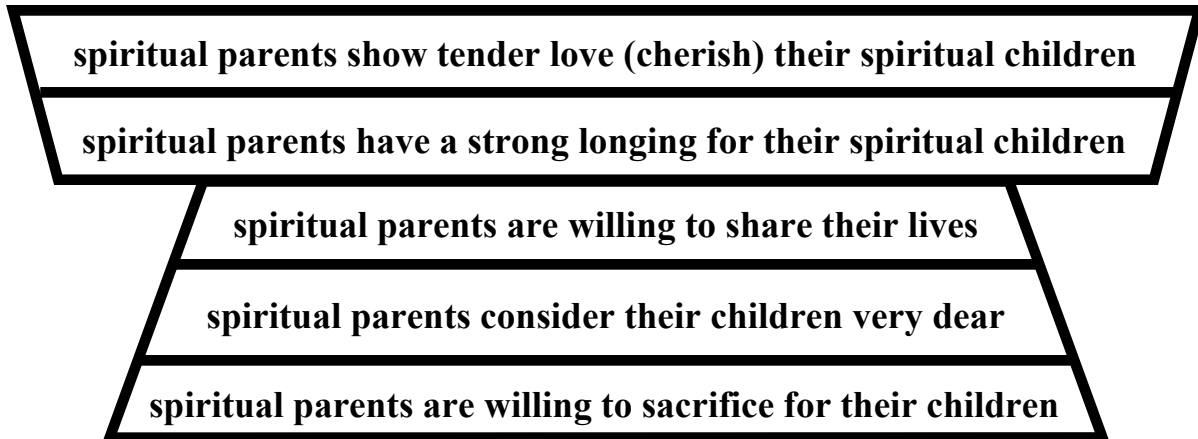 spiritual parents show tender love (cherish) their spiritual children
spiritual parents have a strong longing for their spiritual children
spiritual parents are willing to share their lives
spiritual parents consider their children very dear
spiritual parents are willing to sacrifice for their children